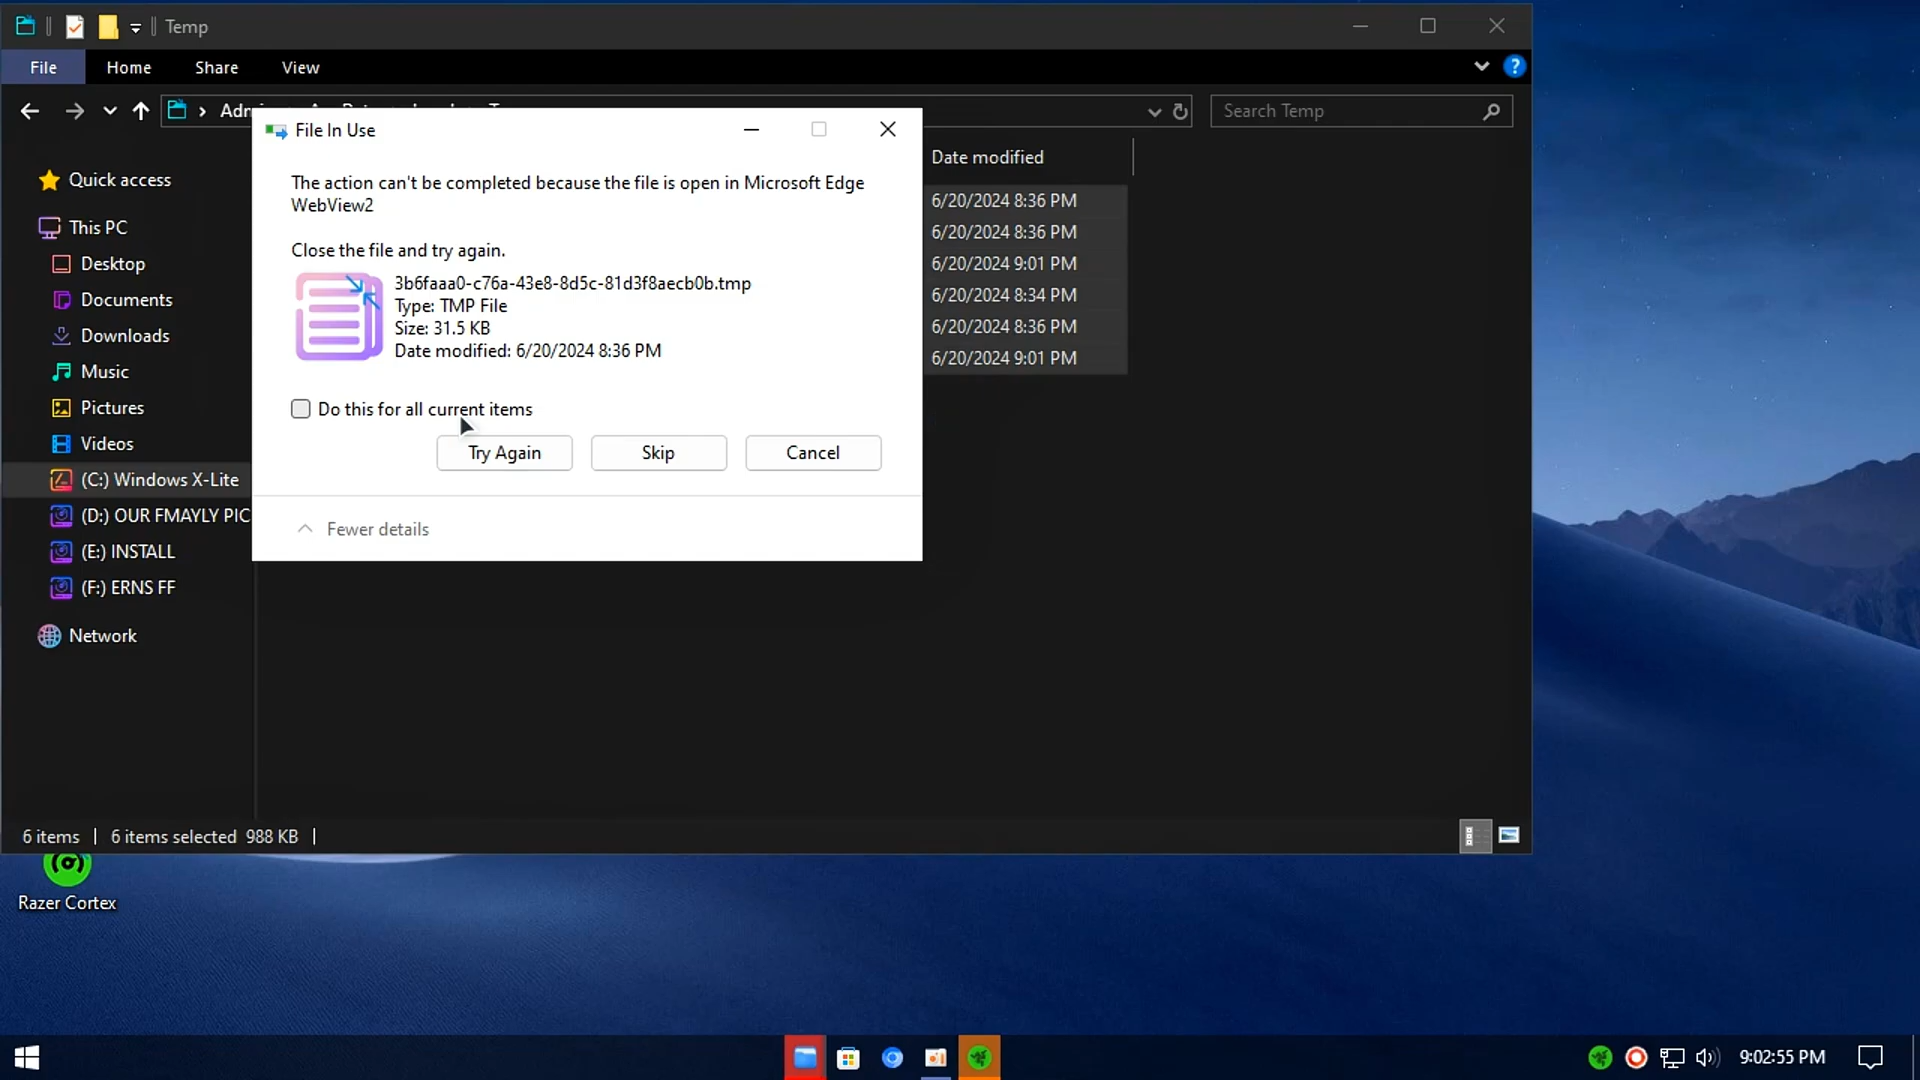 Temp
File Home Share View
Search Temp
File In Use
The action can't be completed because the file is open in Microsoft Edge
WebView2
Close the file and try again.
3b6faaa0-c76a-43e8-8d5c-81d3f8aecb0b.tmp
Type: TMP File
Size: 31.5 KB
Date modified: 6/20/2024 8:36 PM
Do this for all current items
Try Again Skip Cancel
Fewer details
Date modified
6/20/2024 8:36 PM
6/20/2024 8:36 PM
6/20/2024 9:01 PM
6/20/2024 8:34 PM
6/20/2024 8:36 PM
6/20/2024 9:01 PM
Quick access
This PC
Desktop
Documents
Downloads
Music
Pictures
Videos
(C:) Windows X-Lite
(D:) OUR FMAYLY PIC
(E:) INSTALL
(F:) ERNS FF
Network
6 items 6 items selected 988 KB
Razer Cortex
9:02:55 PM